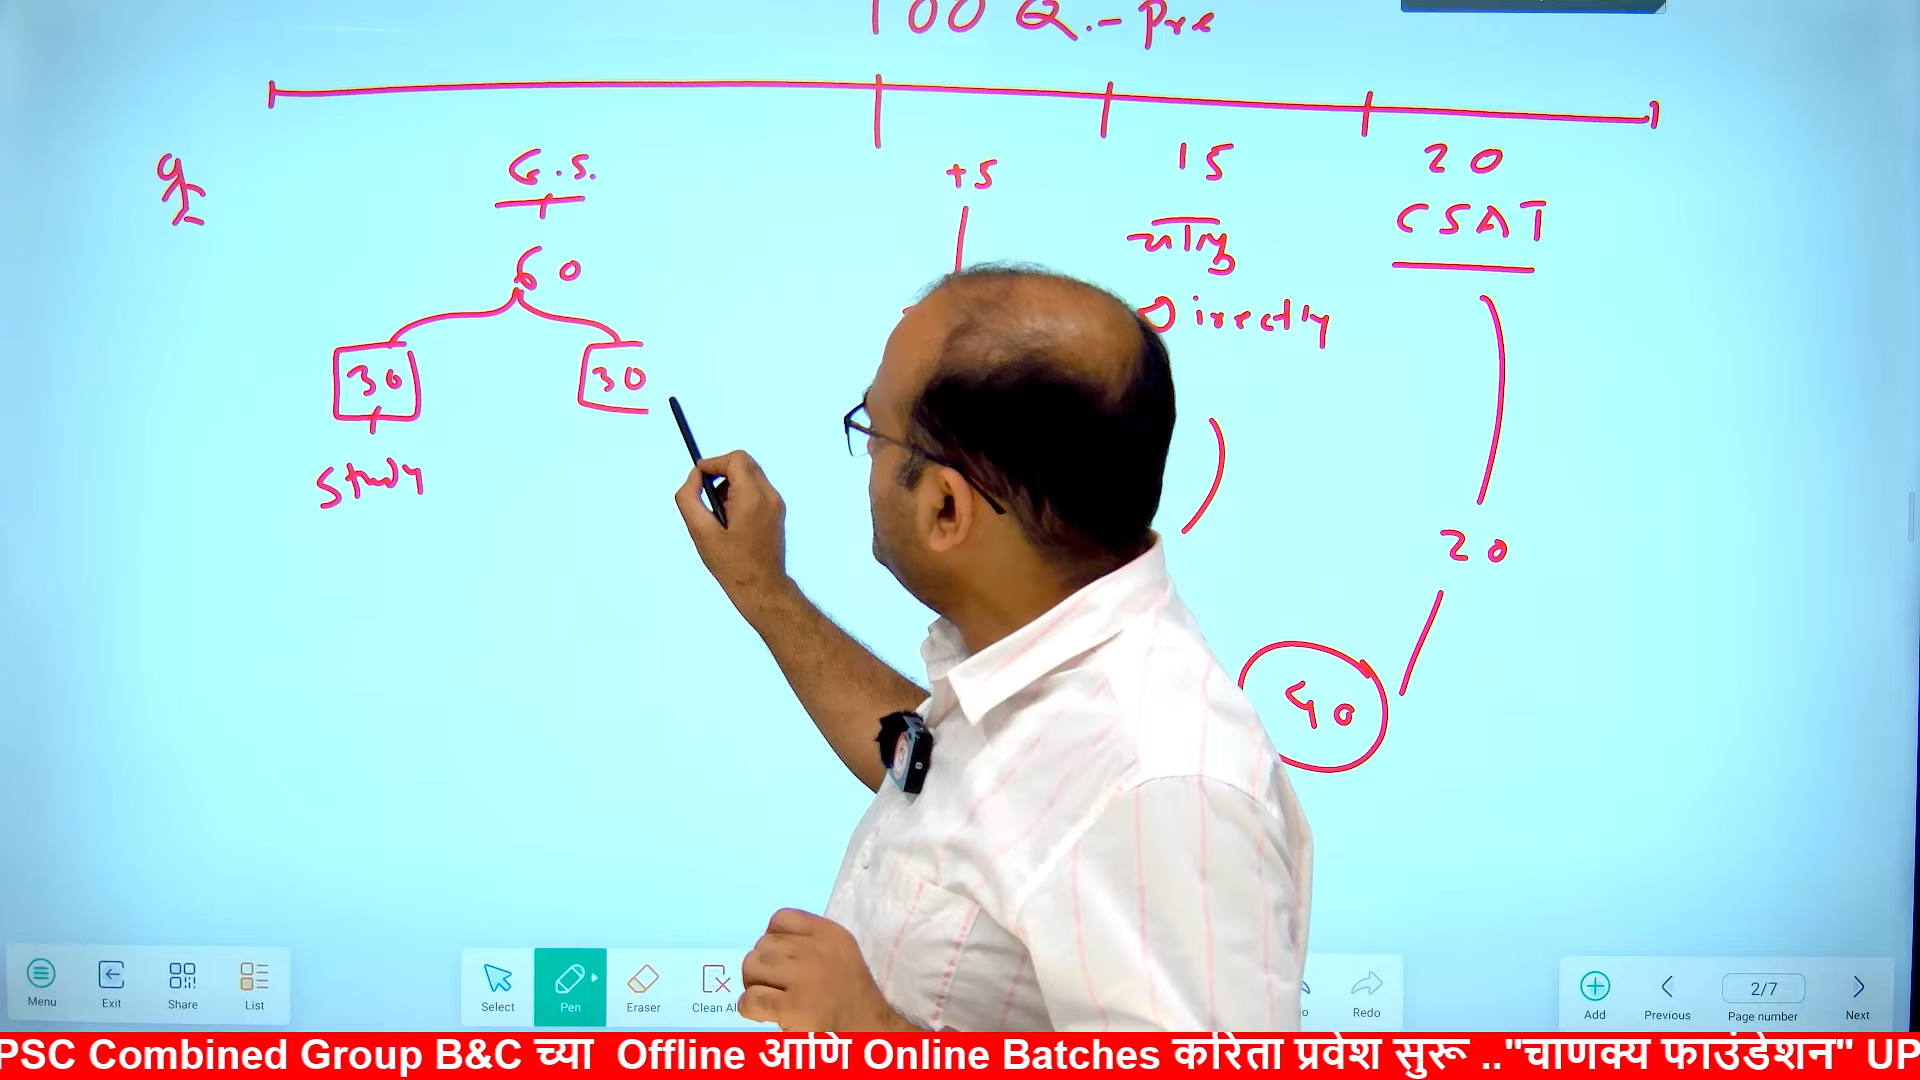 100 Q.- Pre
G.S.
+5
15
20
CSAT
60
Directly
30
30
Study
20
40
Menu
Exit
Share
List
Select
Pen
Eraser
Clean All
Redo
Add
Previous
2/7
Page number
Next
PSC Combined Group B&C च्या Offline आणि Online Batches करिता प्रवेश सुरू .."चाणक्य फाउंडेशन" UP